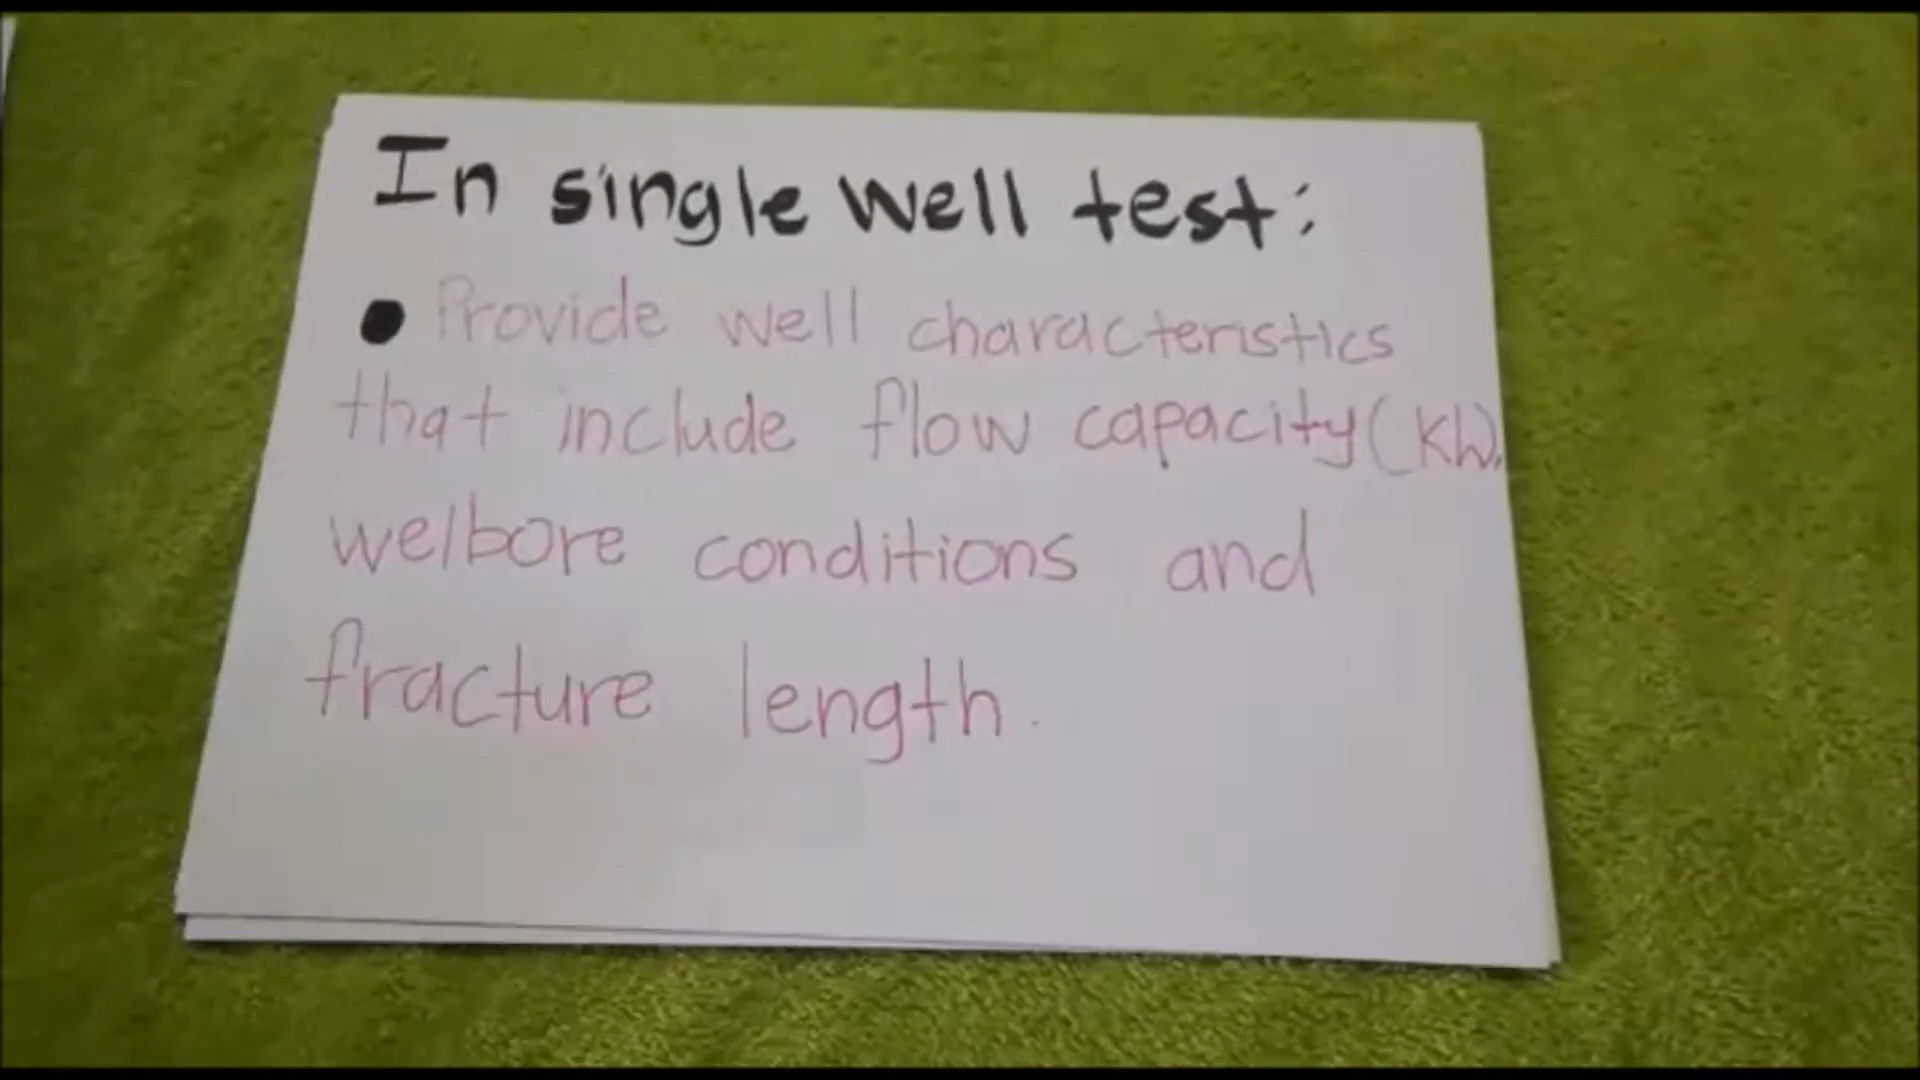 In single well test:
● Provide well characteristics
that include flow capacity (kh),
welbore conditions and
fracture length.